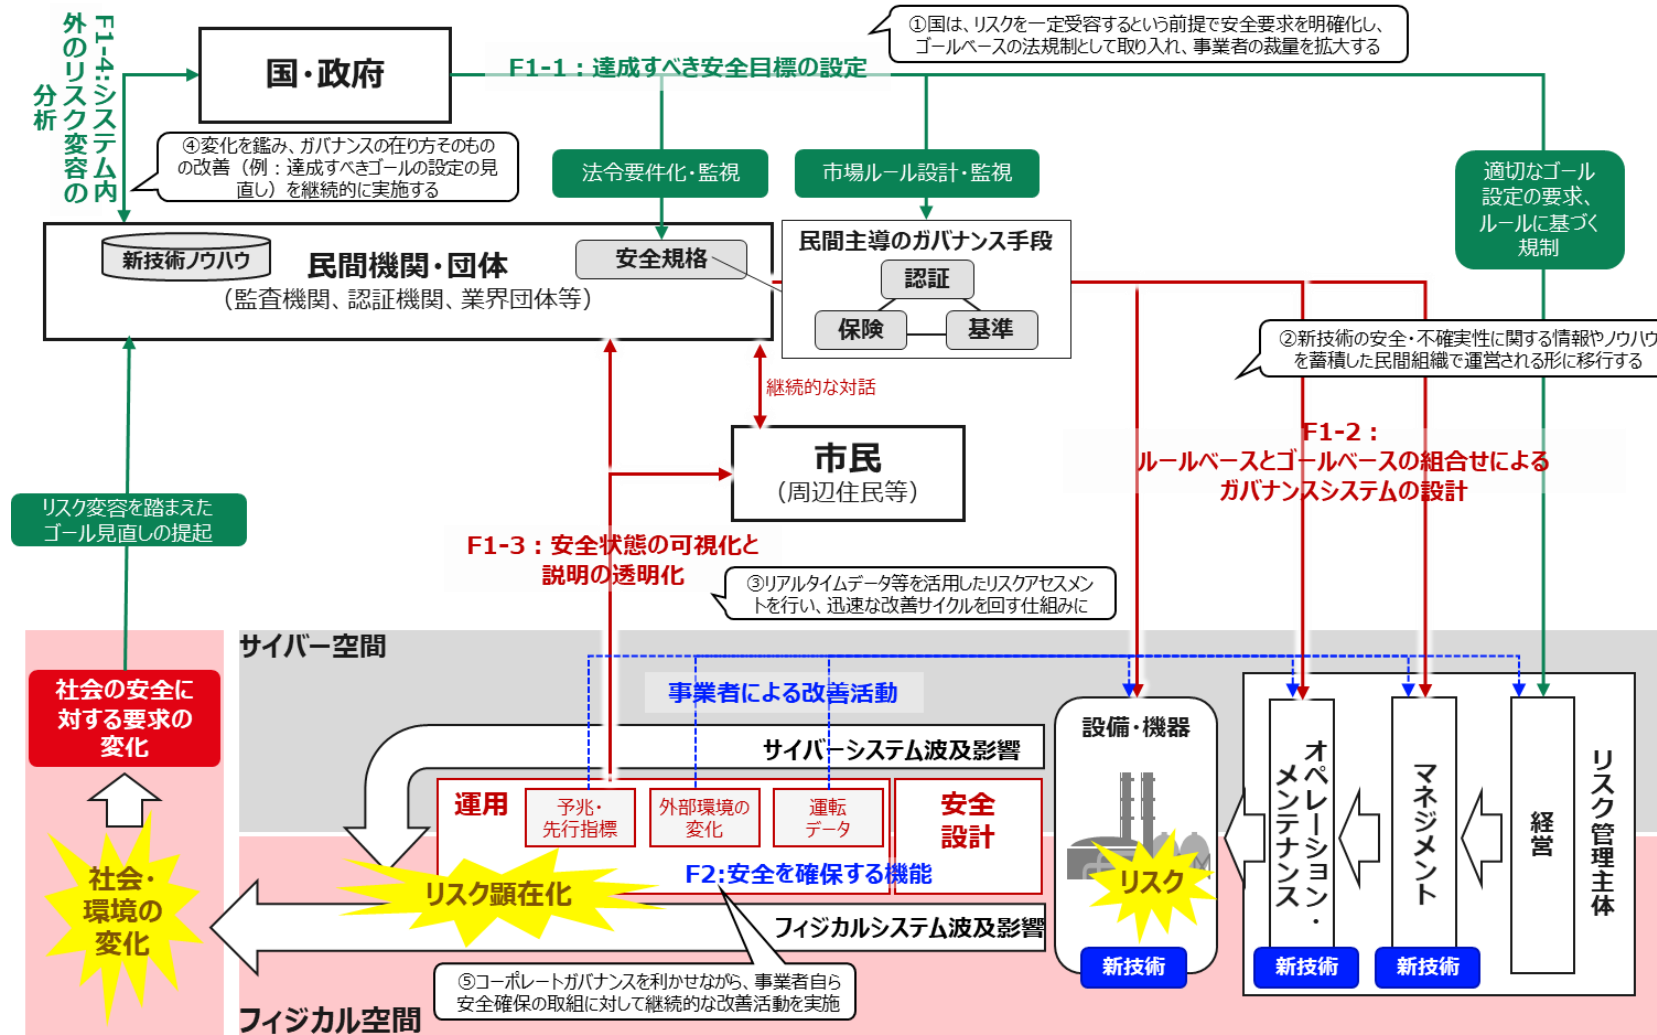 ①国は、リスクを一定受容するという前提で安全要求を明確化し、
ゴールベースの法規制として取り入れ、事業者の裁量を拡大する
F1-4:システム内
外のリスク変容の
分析
国・政府
F1-1：達成すべき安全目標の設定
④変化を鑑み、ガバナンスの在り方そのもの
の改善（例：達成すべきゴールの設定の見
直し）を継続的に実施する
法令要件化・監視
市場ルール設計・監視
適切なゴール
設定の要求、
ルールに基づく
規制
新技術ノウハウ
民間機関・団体
（監査機関、認証機関、業界団体等）
安全規格
民間主導のガバナンス手段
認証
保険
基準
②新技術の安全・不確実性に関する情報やノウハウ
を蓄積した民間組織で運営される形に移行する
継続的な対話
市民
（周辺住民等）
F1-2：
ルールベースとゴールベースの組合せによる
ガバナンスシステムの設計
リスク変容を踏まえた
ゴール見直しの提起
F1-3：安全状態の可視化と
説明の透明化
③リアルタイムデータ等を活用したリスクアセスメン
トを行い、迅速な改善サイクルを回す仕組みに
サイバー空間
社会の安全に
対する要求の
変化
事業者による改善活動
サイバーシステム波及影響
設備・機器
運用
予兆・
先行指標
外部環境の
変化
運転
データ
安全
設計
オペレーション・
メンテナンス
マネジメント
経営
リスク管理主体
社会・
環境の
変化
リスク顕在化
F2:安全を確保する機能
リスク
フィジカルシステム波及影響
新技術
新技術
新技術
⑤コーポレートガバナンスを利かせながら、事業者自ら
安全確保の取組に対して継続的な改善活動を実施
フィジカル空間